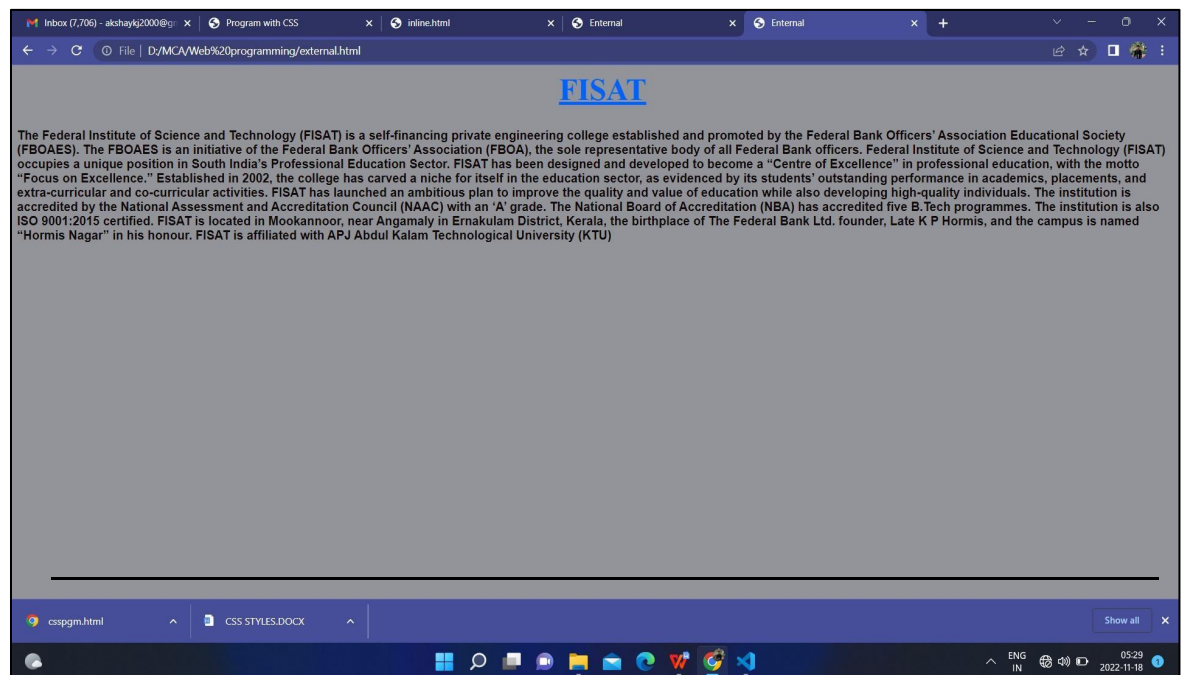 Inbox (7,706) - akshaykj2000@gm
Program with CSS
inline.html
Enternal
Enternal
File | D:/MCA/Web%20programming/external.html
FISAT
The Federal Institute of Science and Technology (FISAT) is a self-financing private engineering college established and promoted by the Federal Bank Officers' Association Educational Society
(FBOAES). The FBOAES is an initiative of the Federal Bank Officers' Association (FBOA), the sole representative body of all Federal Bank officers. Federal Institute of Science and Technology (FISAT)
occupies a unique position in South India's Professional Education Sector. FISAT has been designed and developed to become a “Centre of Excellence” in professional education, with the motto
“Focus on Excellence.” Established in 2002, the college has carved a niche for itself in the education sector, as evidenced by its students' outstanding performance in academics, placements, and
extra-curricular and co-curricular activities. FISAT has launched an ambitious plan to improve the quality and value of education while also developing high-quality individuals. The institution is
accredited by the National Assessment and Accreditation Council (NAAC) with an ‘A’ grade. The National Board of Accreditation (NBA) has accredited five B.Tech programmes. The institution is also
ISO 9001:2015 certified. FISAT is located in Mookannoor, near Angamaly in Ernakulam District, Kerala, the birthplace of The Federal Bank Ltd. founder, Late K P Hormis, and the campus is named
“Hormis Nagar” in his honour. FISAT is affiliated with APJ Abdul Kalam Technological University (KTU)
csspgm.html
CSS STYLES.DOCX
Show all
ENG
IN
05:29
2022-11-18
1